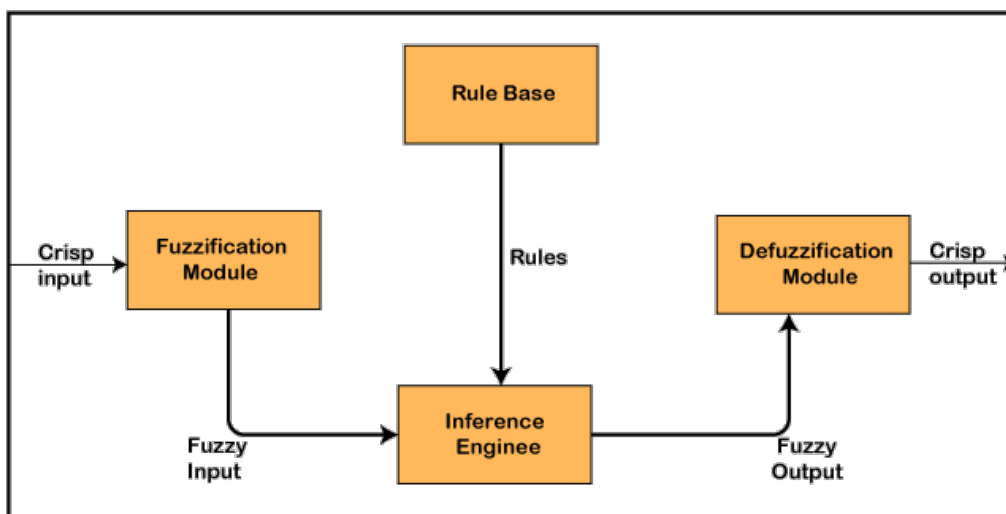 Rule Base
Crisp
input
Fuzzification
Module
Rules
Defuzzification
Module
Crisp
output
Fuzzy
Input
Inference
Enginee
Fuzzy
Output